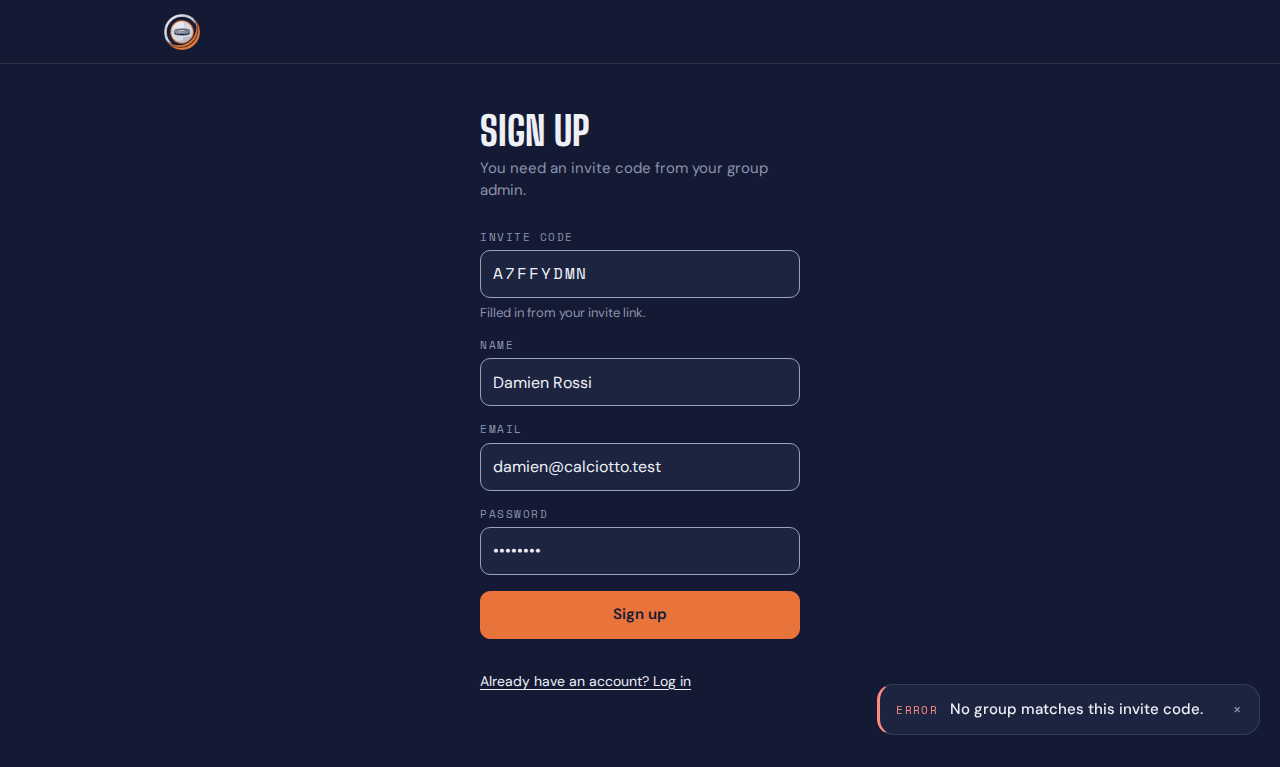 SIGN UP
You need an invite code from your group
admin.
INVITE CODE
A7FFYDMN
Filled in from your invite link.
NAME
Damien Rossi
EMAIL
damien@calciotto.test
PASSWORD
••••••••
Sign up
Already have an account? Log in
ERROR No group matches this invite code. ×